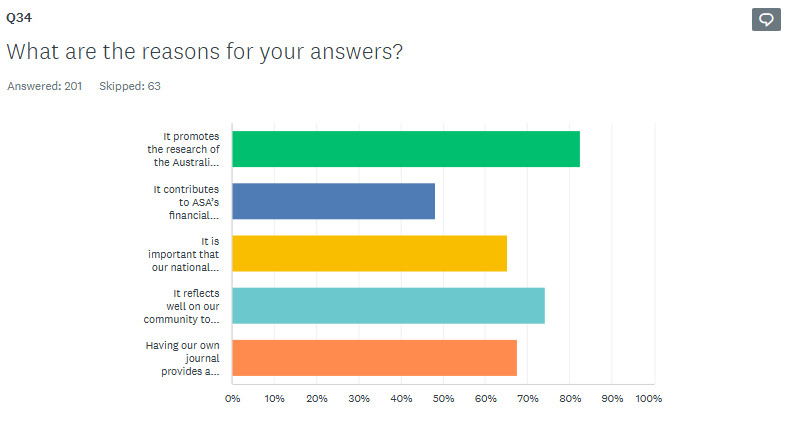 Q34
What are the reasons for your answers?
Answered: 201 Skipped: 63
It promotes
the research of
the Australi...
It contributes
to ASA's
financial...
It is
important that
our national...
It reflects
well on our
community to...
Having our own
journal
provides a...
0% 10% 20% 30% 40% 50% 60% 70% 80% 90% 100%